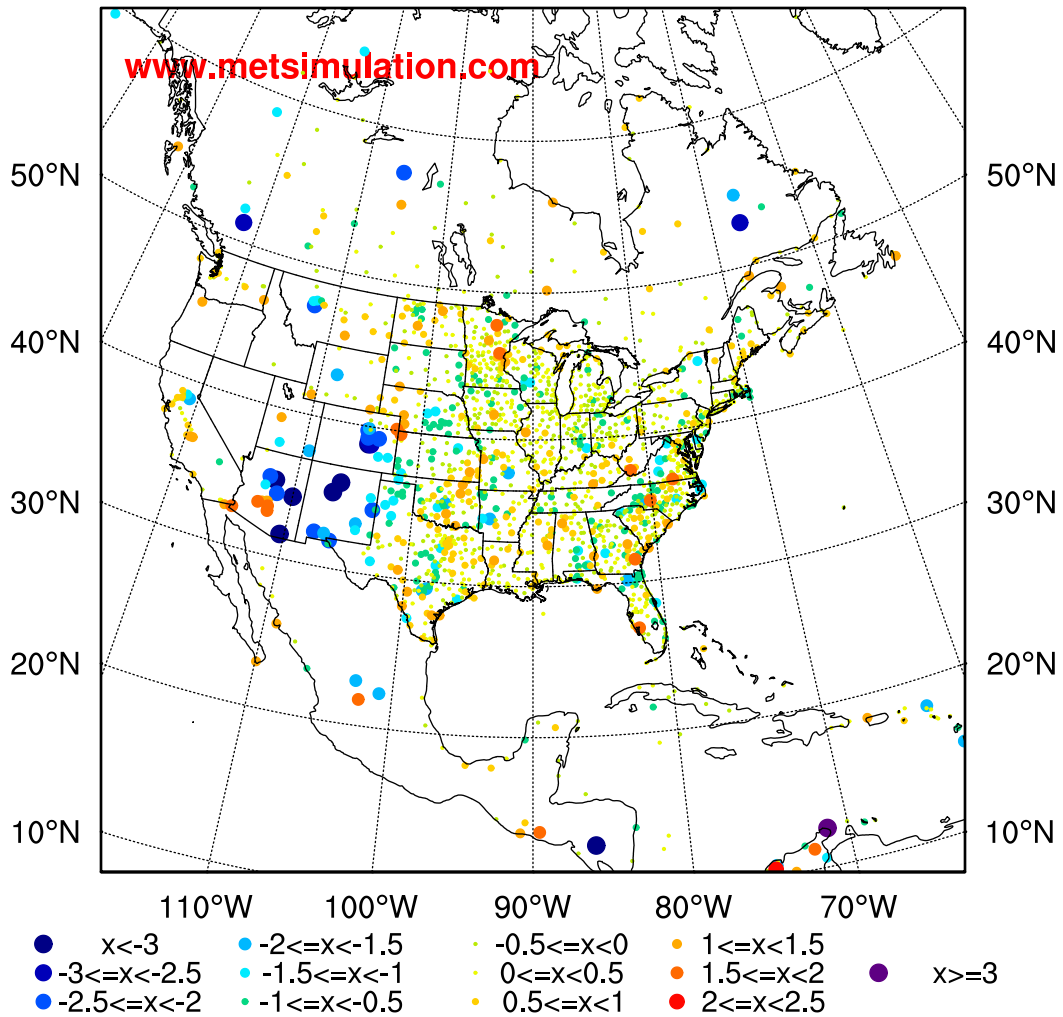 www.metsimulation.com
50°N 50°N
40°N 40°N
30°N 30°N
20°N 20°N
10°N 10°N
110°W 100°W 90°W 80°W 70°W
x<-3 -2<=x<-1.5 -0.5<=x<0 1<=x<1.5
-3<=x<-2.5 -1.5<=x<-1 0<=x<0.5 1.5<=x<2 x>=3
-2.5<=x<-2 -1<=x<-0.5 0.5<=x<1 2<=x<2.5